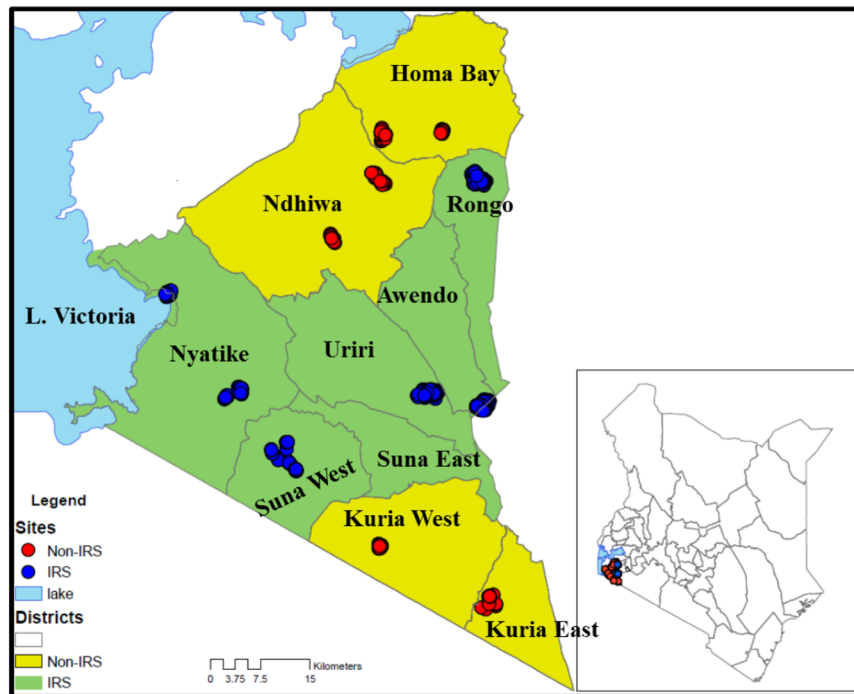 Homa Bay
Ndhiwa
Rongo
Awendo
L. Victoria
Nyatike
Uriri
Suna East
Suna West
Kuria West
Kuria East
Legend
Sites
Non-IRS
IRS
lake
Districts
Non-IRS
IRS
Kilometers
0 3.75 7.5 15